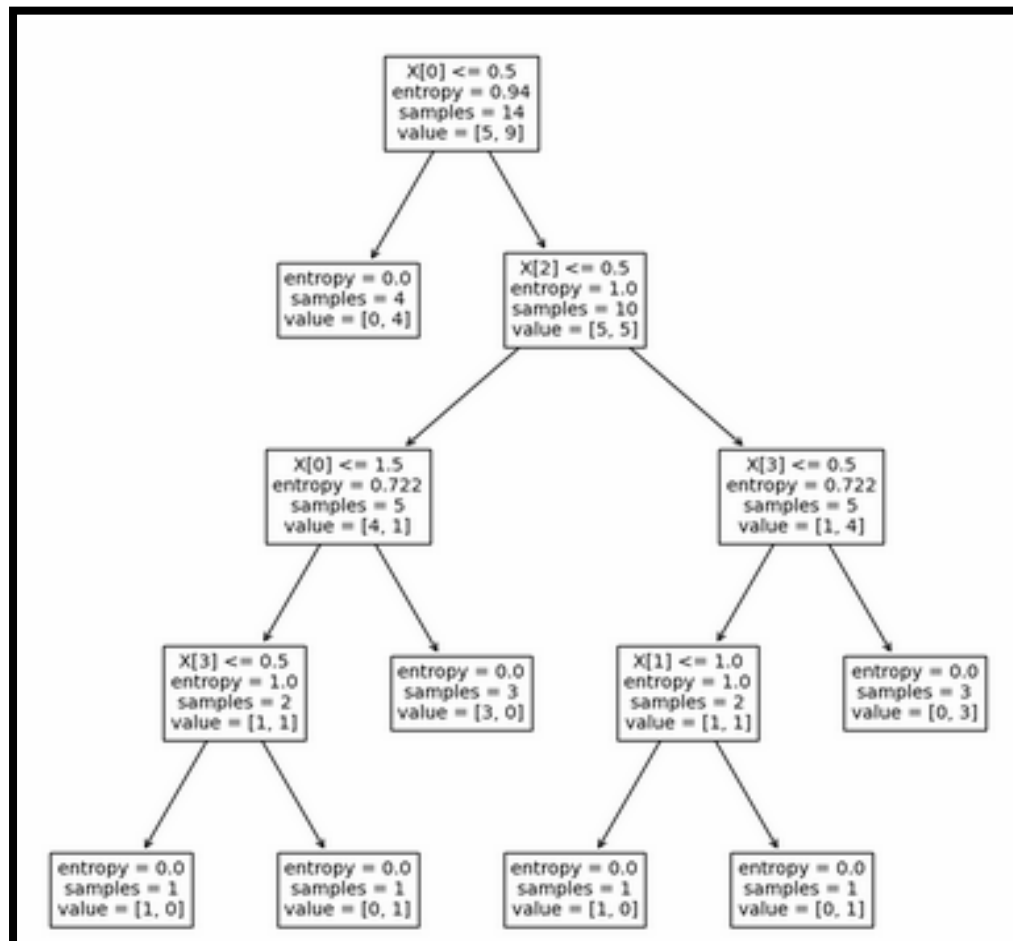 X[0] <= 0.5
entropy = 0.94
samples = 14
value = [5, 9]
entropy = 0.0
samples = 4
value = [0, 4]
X[2] <= 0.5
entropy = 1.0
samples = 10
value = [5, 5]
X[0] <= 1.5
entropy = 0.722
samples = 5
value = [4, 1]
X[3] <= 0.5
entropy = 0.722
samples = 5
value = [1, 4]
X[3] <= 0.5
entropy = 1.0
samples = 2
value = [1, 1]
entropy = 0.0
samples = 3
value = [3, 0]
X[1] <= 1.0
entropy = 1.0
samples = 2
value = [1, 1]
entropy = 0.0
samples = 3
value = [0, 3]
entropy = 0.0
samples = 1
value = [1, 0]
entropy = 0.0
samples = 1
value = [0, 1]
entropy = 0.0
samples = 1
value = [1, 0]
entropy = 0.0
samples = 1
value = [0, 1]